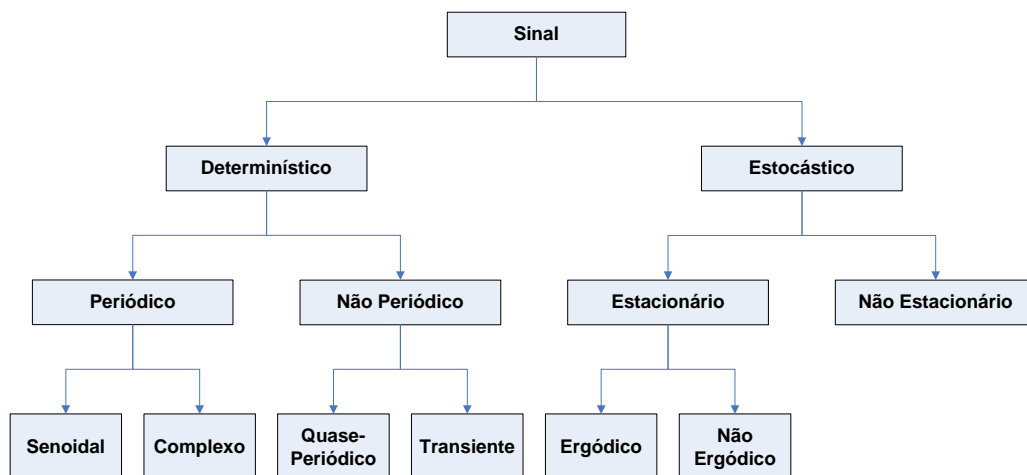 Sinal
Determinístico
Estocástico
Periódico
Não Periódico
Estacionário
Não Estacionário
Senoidal
Complexo
Quase-
Periódico
Transiente
Ergódico
Não
Ergódico